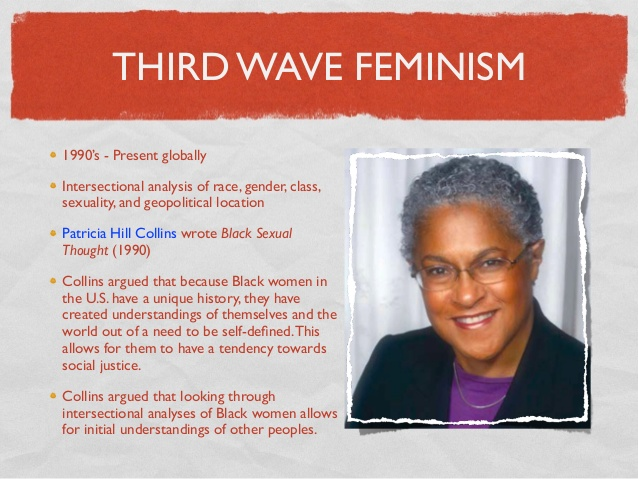 THIRD WAVE FEMINISM
1990's - Present globally
Intersectional analysis of race, gender, class,
sexuality, and geopolitical location
Patricia Hill Collins wrote Black Sexual
Thought (1990)
Collins argued that because Black women in
the U.S. have a unique history, they have
created understandings of themselves and the
world out of a need to be self-defined. This
allows for them to have a tendency towards
social justice.
Collins argued that looking through
intersectional analyses of Black women allows
for initial understandings of other peoples.